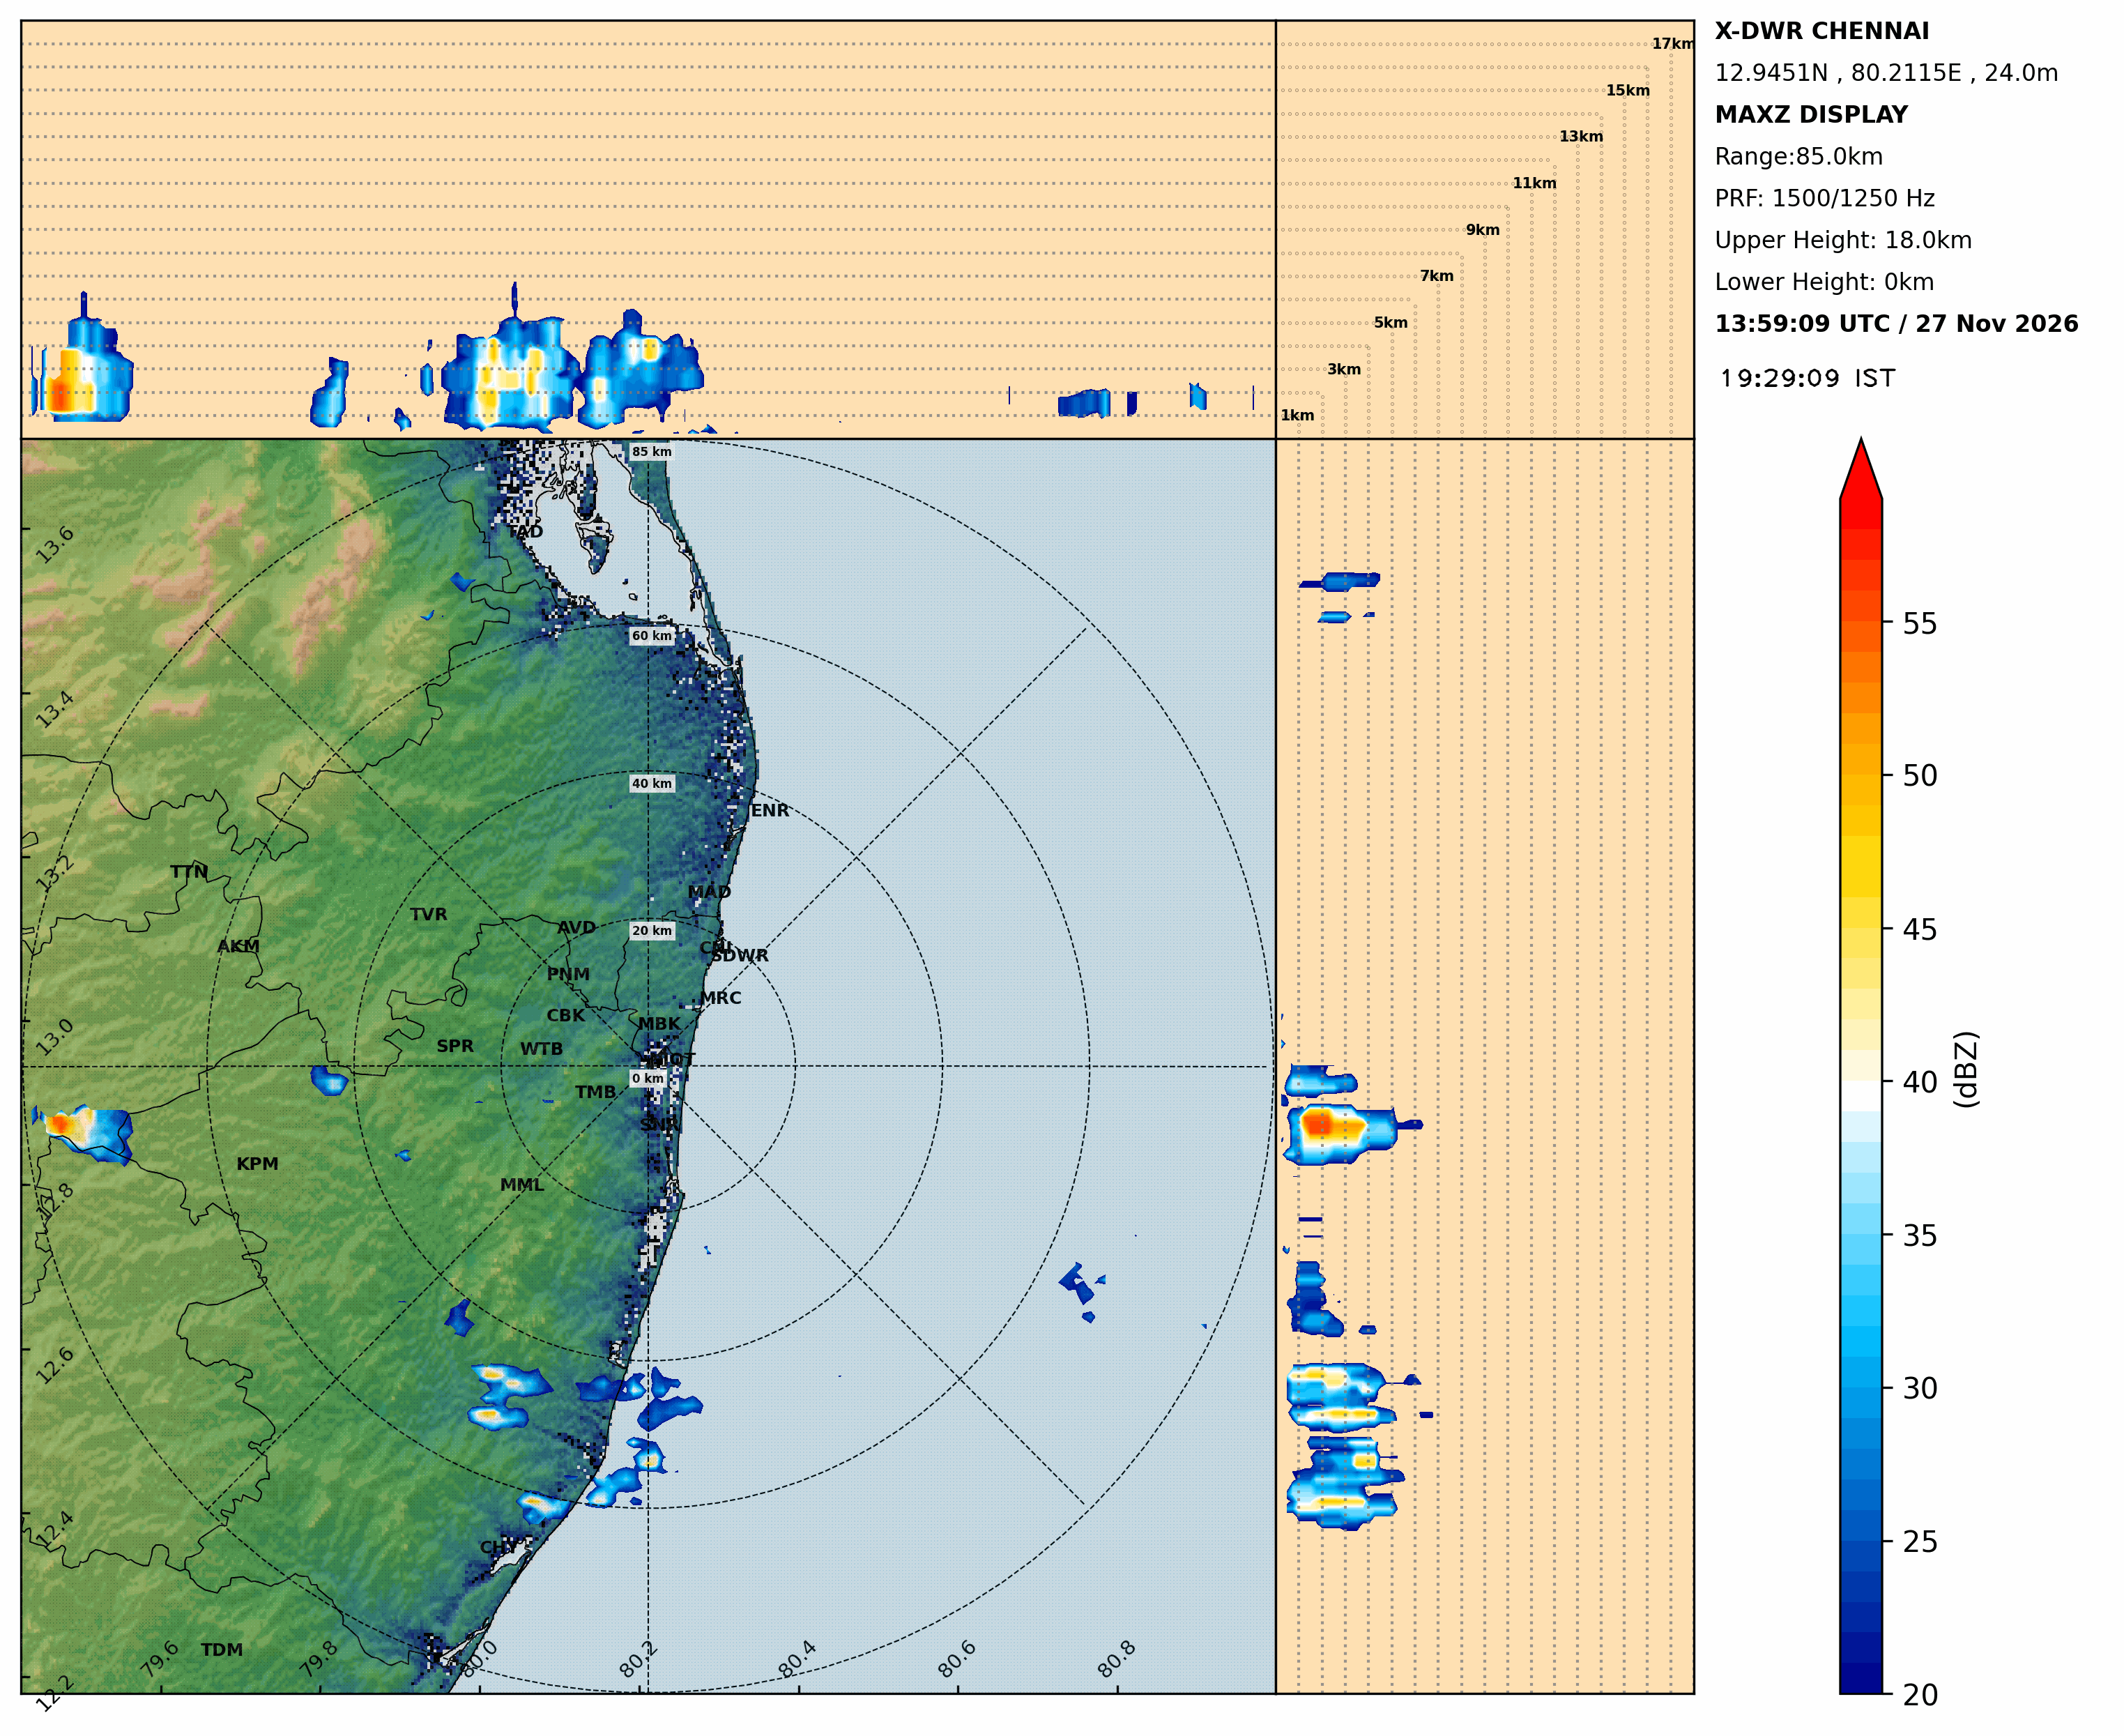 X-DWR CHENNAI
12.9451N , 80.2115E , 24.0m
MAXZ DISPLAY
Range:85.0km
PRF: 1500/1250 Hz
Upper Height: 18.0km
Lower Height: 0km
13:59:09 UTC / 27 Nov 2026
19:29:09 IST
17km
15km
13km
11km
9km
7km
5km
3km
1km
85 km
TAD
13.6
60 km
13.4
40 km
ENR
13.2
TTN
MAD
TVR
AVD
20 km
AKM
SDWR
PNM
MRC
CBK
MBK
13.0
SPR
WTB
0 km
TMB
SNR
KPM
MML
12.8
12.6
12.4
CHY
TDM
12.2
79.6
79.8
80.0
80.2
80.4
80.6
80.8
55
50
45
40
35
30
25
20
(dBZ)